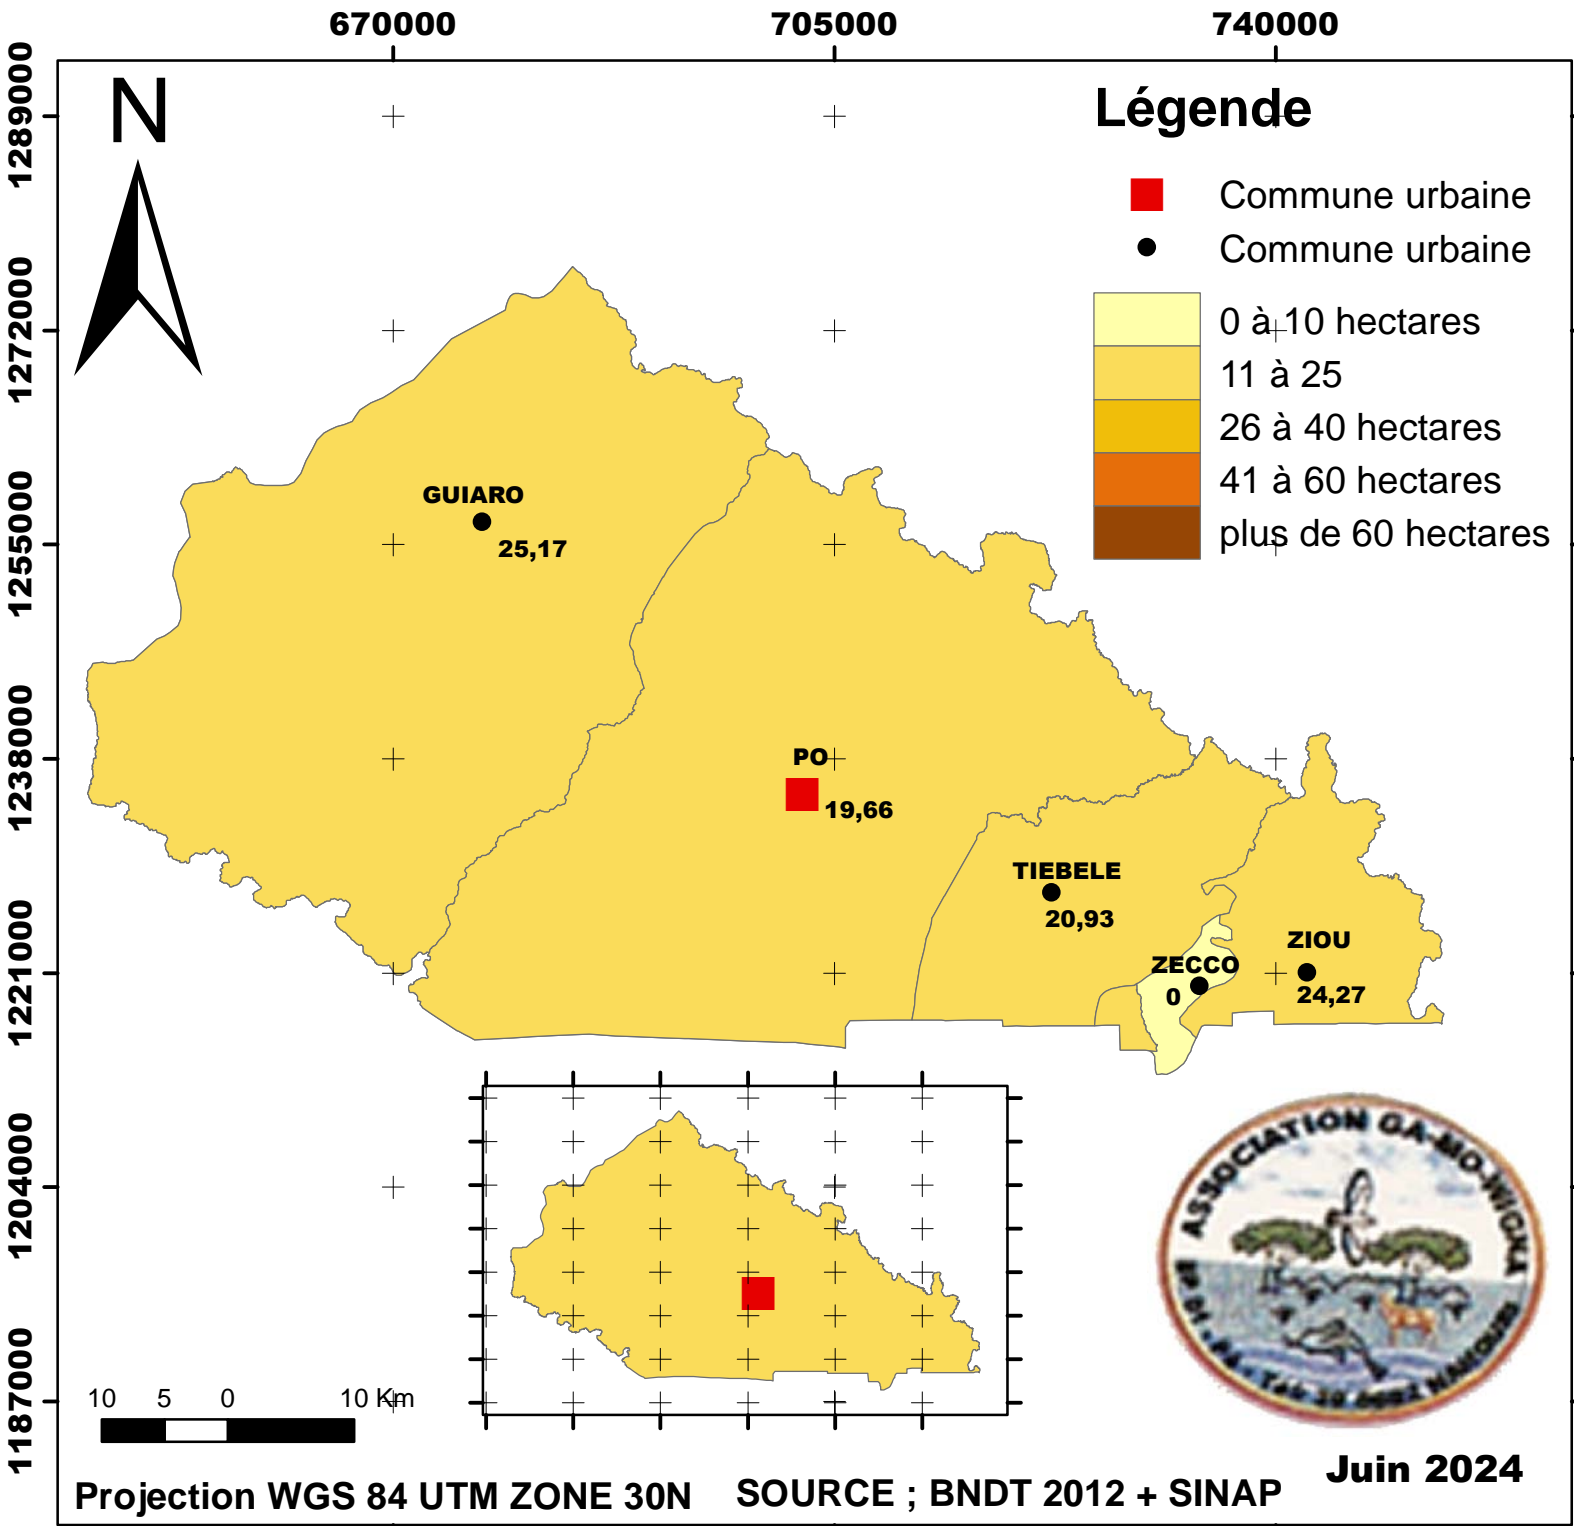 670000
705000
740000
1289000
1272000
1255000
1238000
1221000
1204000
1187000
N
Légende
Commune urbaine
Commune urbaine
0 à 10 hectares
11 à 25
26 à 40 hectares
41 à 60 hectares
plus de 60 hectares
GUIARO
25,17
PO
19,66
TIEBELE
20,93
ZECCO
0
ZIOU
24,27
ASSOCIATION GA-MO-WIGNA
NAHOURI
10 5 0 10 Km
Juin 2024
Projection WGS 84 UTM ZONE 30N
SOURCE ; BNDT 2012 + SINAP